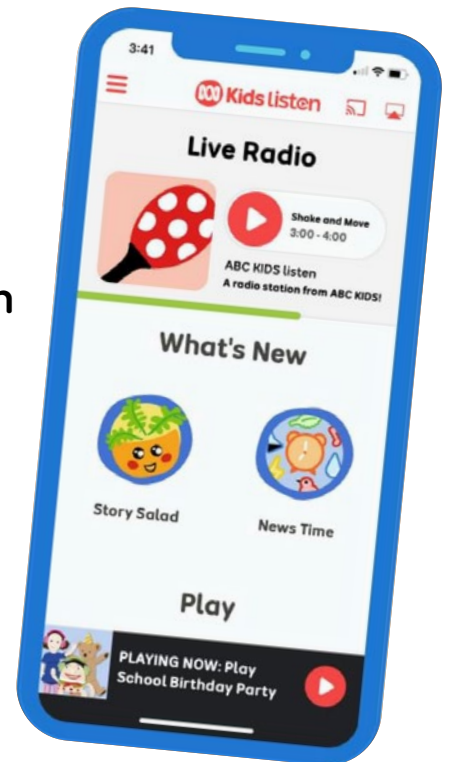 3:41
Kids listen
Live Radio
Shake and Move
3:00 - 4:00
ABC KIDS listen
A radio station from ABC KIDS!
n
What's New
Story Salad
News Time
Play
PLAYING NOW: Play
School Birthday Party